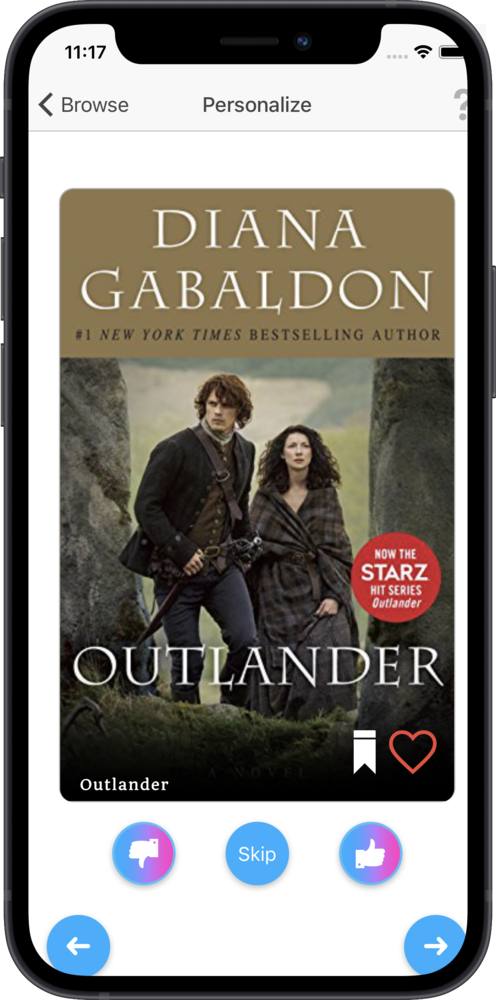 11:17
Browse
Personalize
?
DIANA
GABALDON
#1 NEW YORK TIMES BESTSELLING AUTHOR
NOW THE
STARZ
HIT SERIES
Outlander
OUTLANDER
A NOVEL
Outlander
Skip